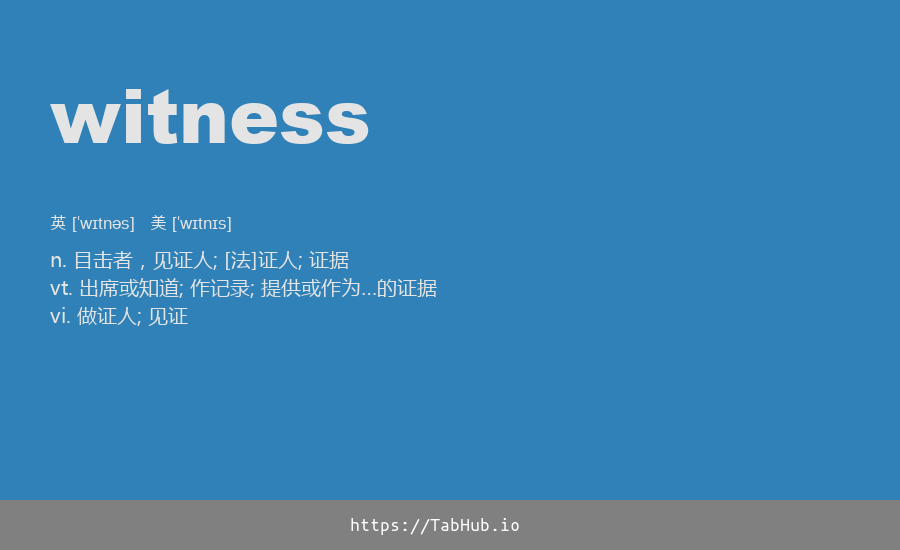 witness
英 [ˈwɪtnəs] 美 [ˈwɪtnɪs]
n. 目击者，见证人; [法]证人; 证据
vt. 出席或知道; 作记录; 提供或作为…的证据
vi. 做证人; 见证
https://TabHub.io